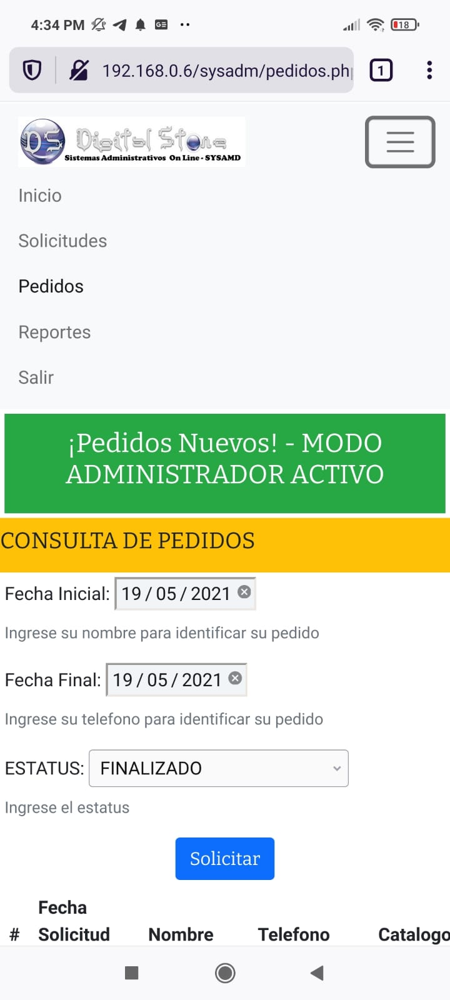 4:34 PM
18
192.168.0.6/sysadm/pedidos.ph
1
DS Digital Stone
Sistemas Administrativos On Line - SYSAMD
Inicio
Solicitudes
Pedidos
Reportes
Salir
¡Pedidos Nuevos! - MODO
ADMINISTRADOR ACTIVO
CONSULTA DE PEDIDOS
Fecha Inicial: 19 / 05 / 2021
Ingrese su nombre para identificar su pedido
Fecha Final: 19 / 05 / 2021
Ingrese su telefono para identificar su pedido
ESTATUS: FINALIZADO
Ingrese el estatus
Solicitar
Fecha
# Solicitud Nombre Telefono Catalogo